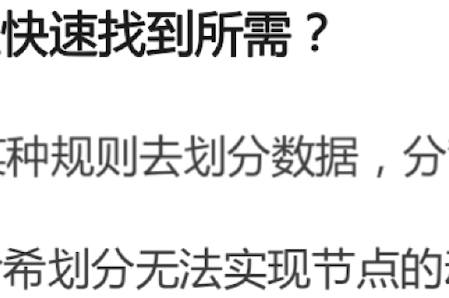 快速找到所需？
种规则去划分数据，分
希划分无法实现节点的